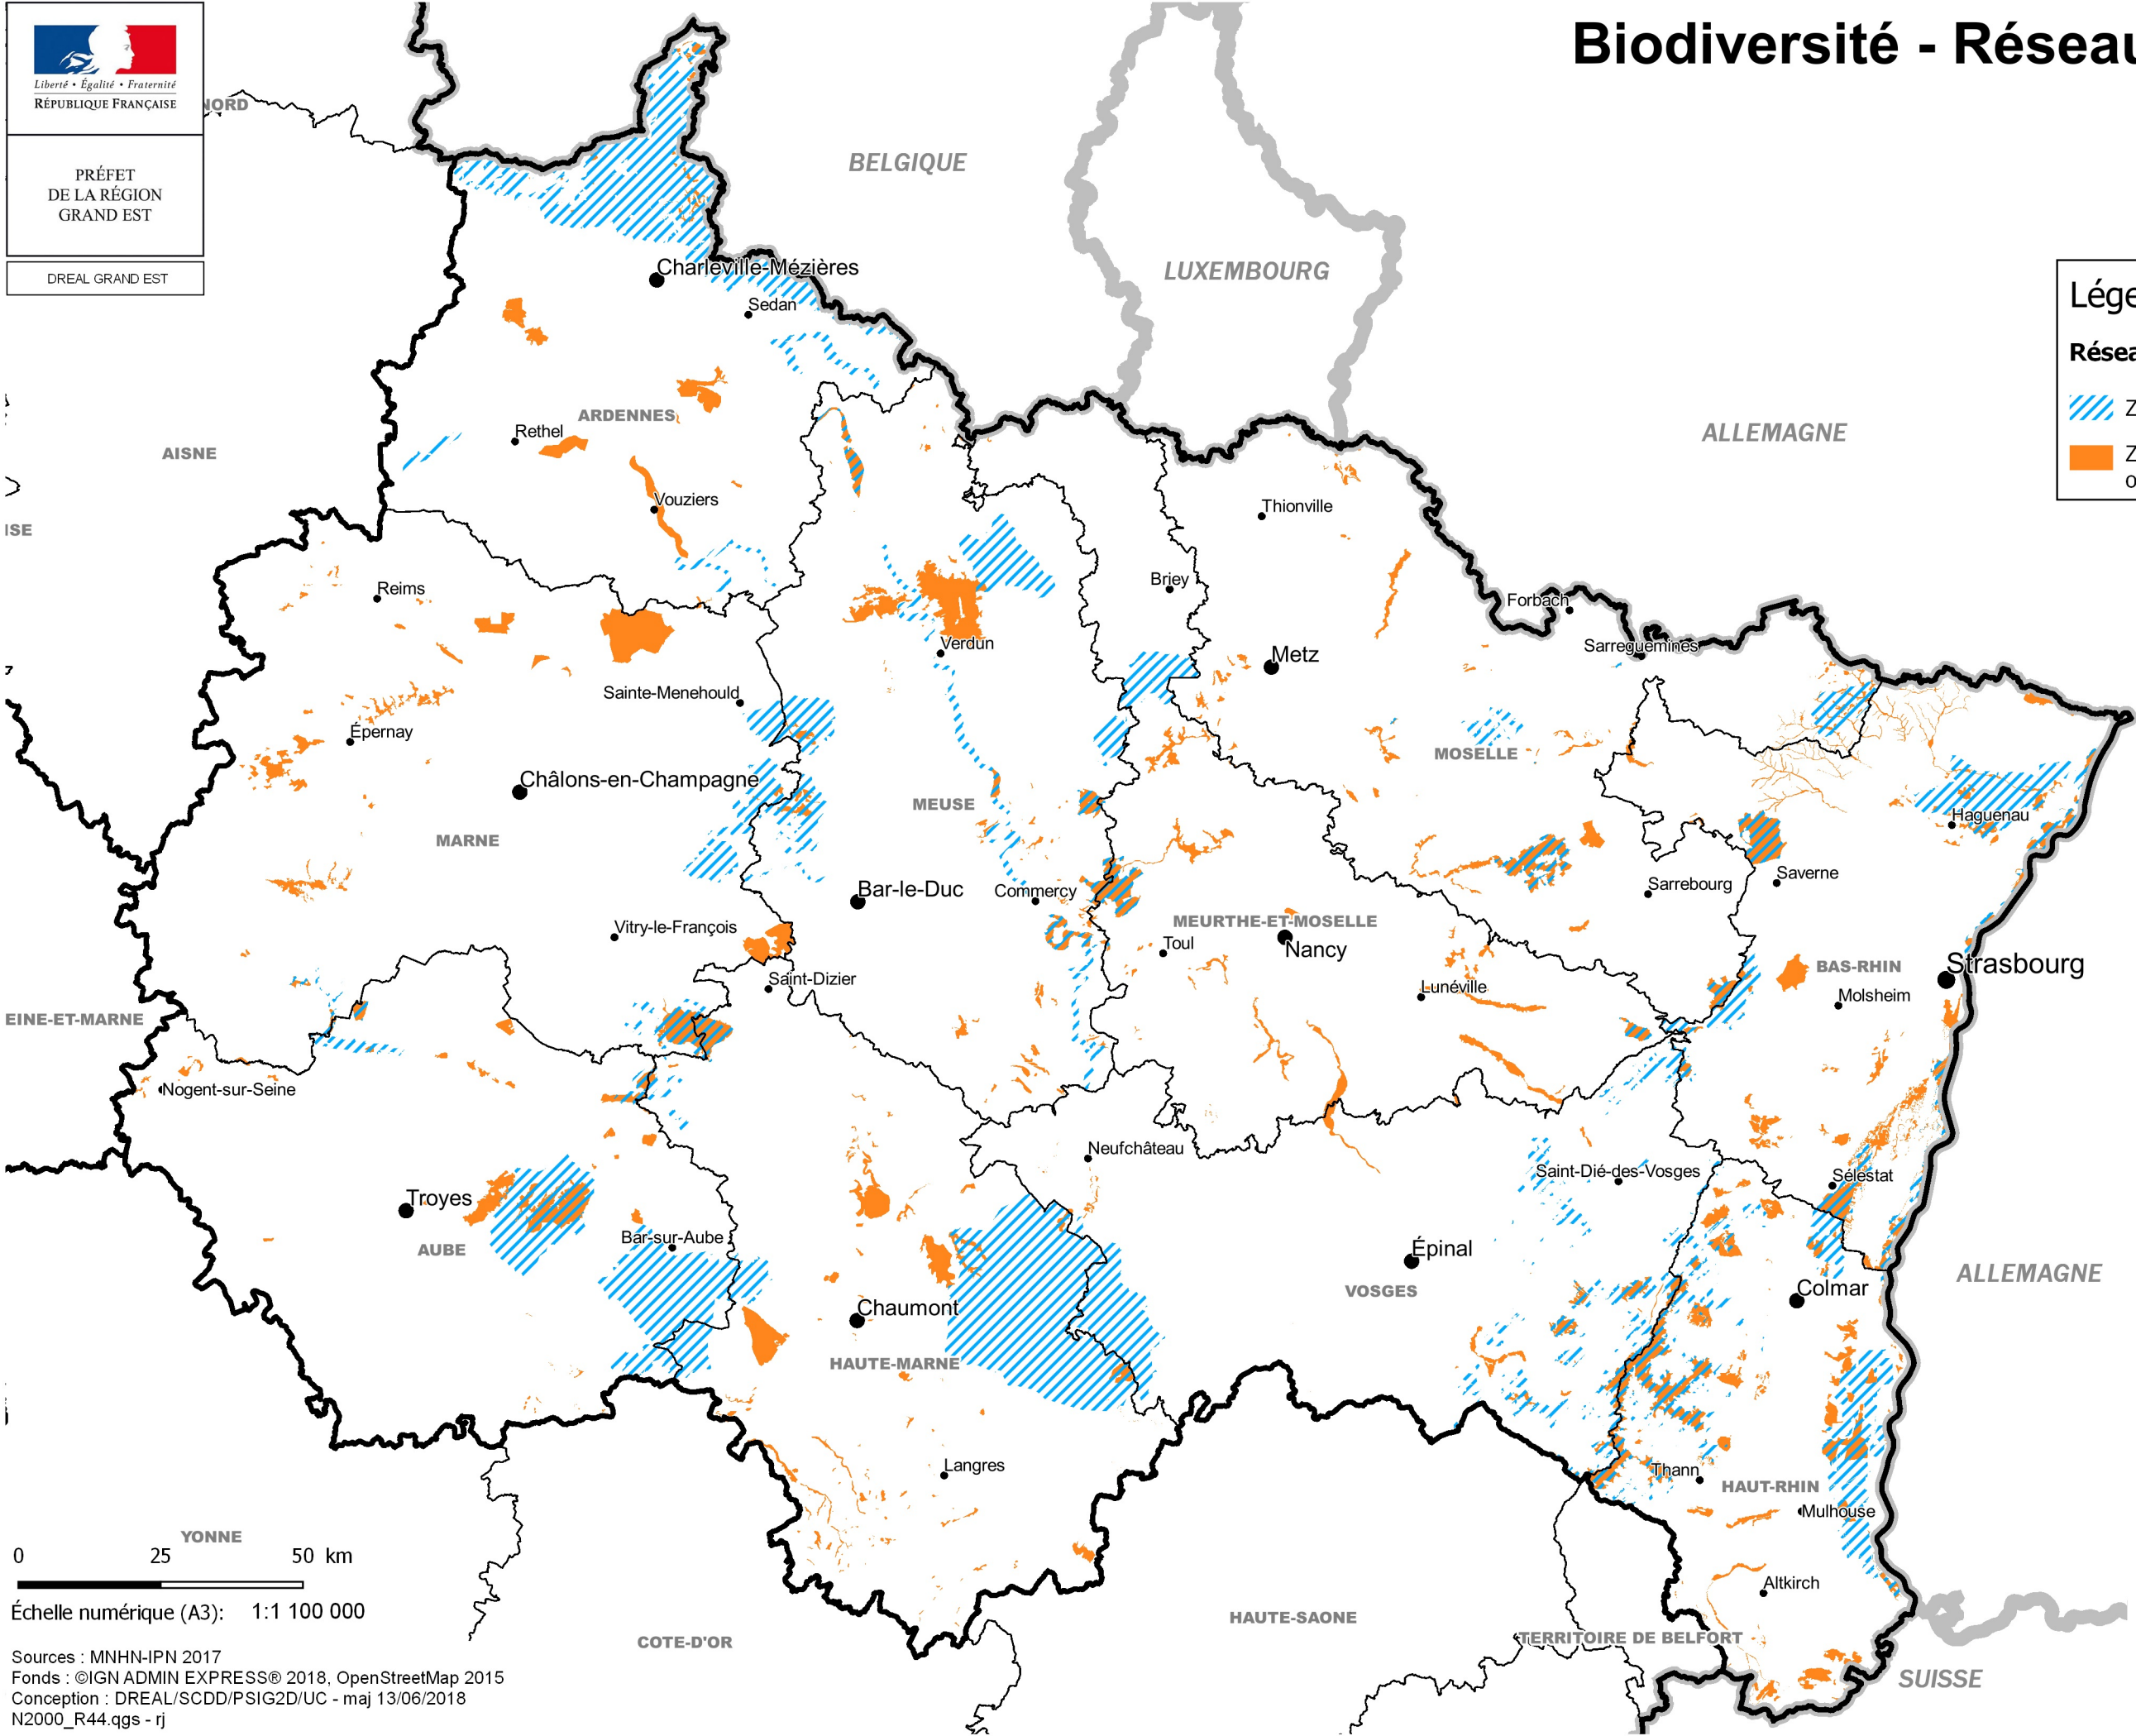 Biodiversité - Réseau
Liberté • Égalité • Fraternité
RÉPUBLIQUE FRANÇAISE
PRÉFET
DE LA RÉGION
GRAND EST
DREAL GRAND EST
NORD
BELGIQUE
LUXEMBOURG
ALLEMAGNE
Lége
Résea
Z
Z
o
Charleville-Mézières
Sedan
ARDENNES
Rethel
AISNE
Vouziers
Thionville
ISE
Reims
Briey
Forbach
Verdun
Sarreguemines
Metz
Sainte-Menehould
Épernay
MOSELLE
Châlons-en-Champagne
MEUSE
Haguenau
MARNE
Saverne
Sarrebourg
Bar-le-Duc
Commercy
Vitry-le-François
MEURTHE-ET-MOSELLE
Toul
Nancy
Strasbourg
BAS-RHIN
Saint-Dizier
Lunéville
Molsheim
EINE-ET-MARNE
Nogent-sur-Seine
Neufchâteau
Saint-Dié-des-Vosges
Sélestat
Troyes
Bar-sur-Aube
AUBE
Épinal
ALLEMAGNE
VOSGES
Colmar
Chaumont
HAUTE-MARNE
Langres
Thann
HAUT-RHIN
Mulhouse
YONNE
0 25 50 km
Échelle numérique (A3): 1:1 100 000
Altkirch
HAUTE-SAONE
COTE-D'OR
TERRITOIRE DE BELFORT
SUISSE
Sources : MNHN-IPN 2017
Fonds : ©IGN ADMIN EXPRESS® 2018, OpenStreetMap 2015
Conception : DREAL/SCDD/PSIG2D/UC - maj 13/06/2018
N2000_R44.qgs - rj